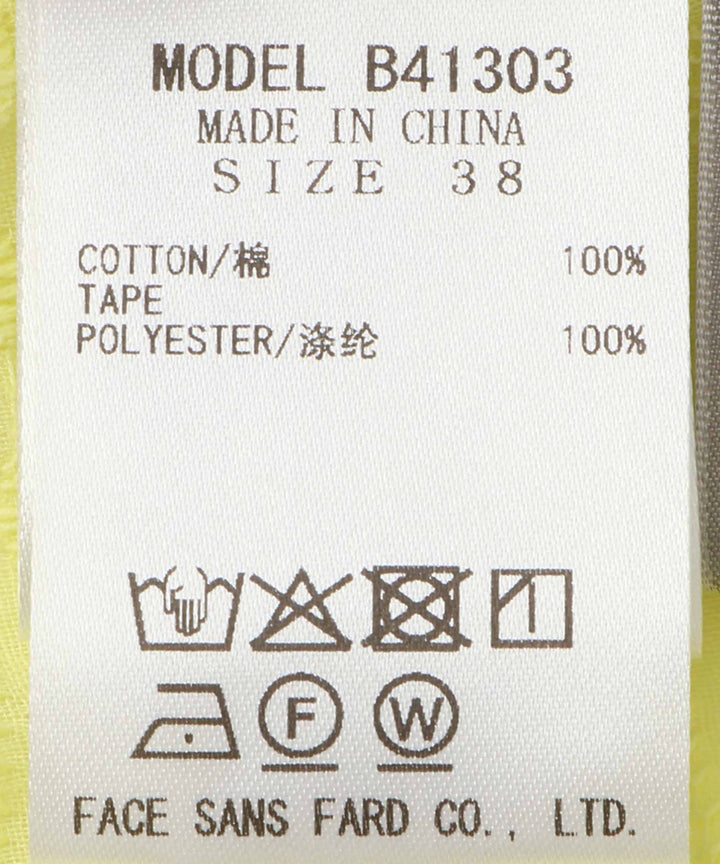 MODEL B41303
MADE IN CHINA
SIZE 38
COTTON/棉 100%
TAPE
POLYESTER/涤纶 100%
F W
FACE SANS FARD CO., LTD.